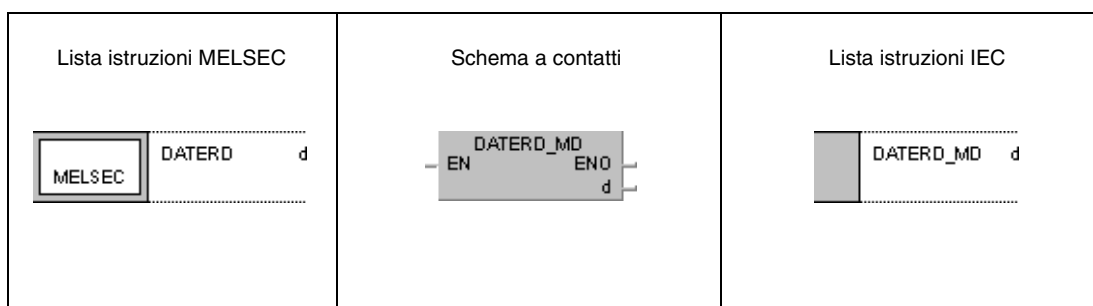 Lista istruzioni MELSEC
Schema a contatti
Lista istruzioni IEC
MELSEC
DATERD d
DATERD_MD
EN ENO
d
DATERD_MD d